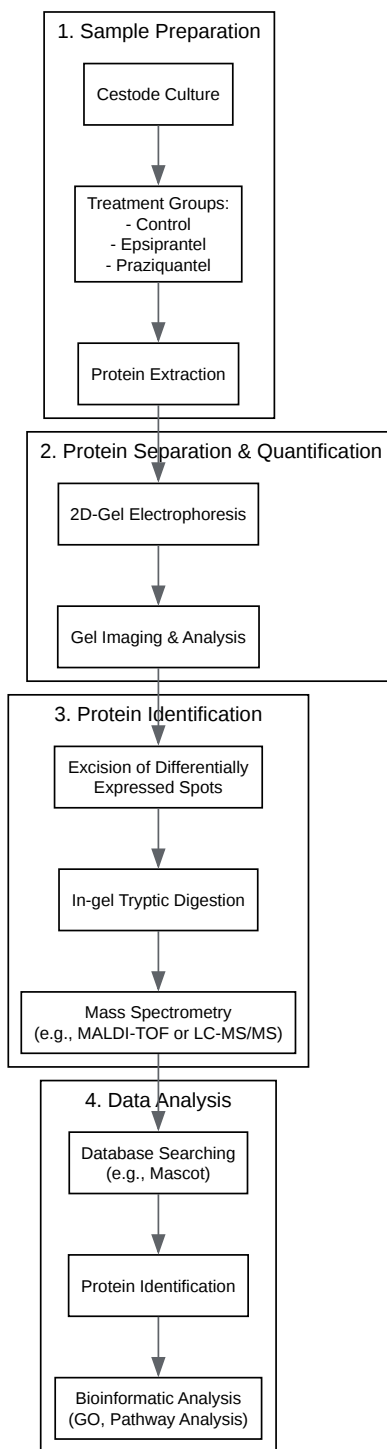 1. Sample Preparation
Cestode Culture
Treatment Groups:
- Control
- Epsiprantel
- Praziquantel
Protein Extraction
2. Protein Separation & Quantification
2D-Gel Electrophoresis
Gel Imaging & Analysis
3. Protein Identification
Excision of Differentially
Expressed Spots
In-gel Tryptic Digestion
Mass Spectrometry
(e.g., MALDI-TOF or LC-MS/MS)
4. Data Analysis
Database Searching
(e.g., Mascot)
Protein Identification
Bioinformatic Analysis
(GO, Pathway Analysis)